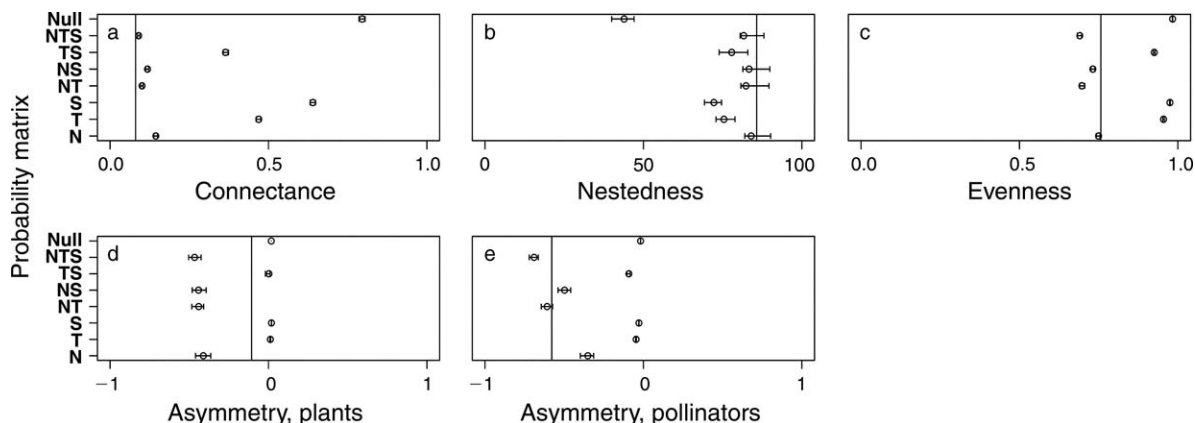 Probability matrix
Null
NTS
TS
NS
NT
S
T
N
a
0.0 0.5 1.0
Connectance
b
0 50 100
Nestedness
c
0.0 0.5 1.0
Evenness
Null
NTS
TS
NS
NT
S
T
N
d
−1 0 1
Asymmetry, plants
e
−1 0 1
Asymmetry, pollinators